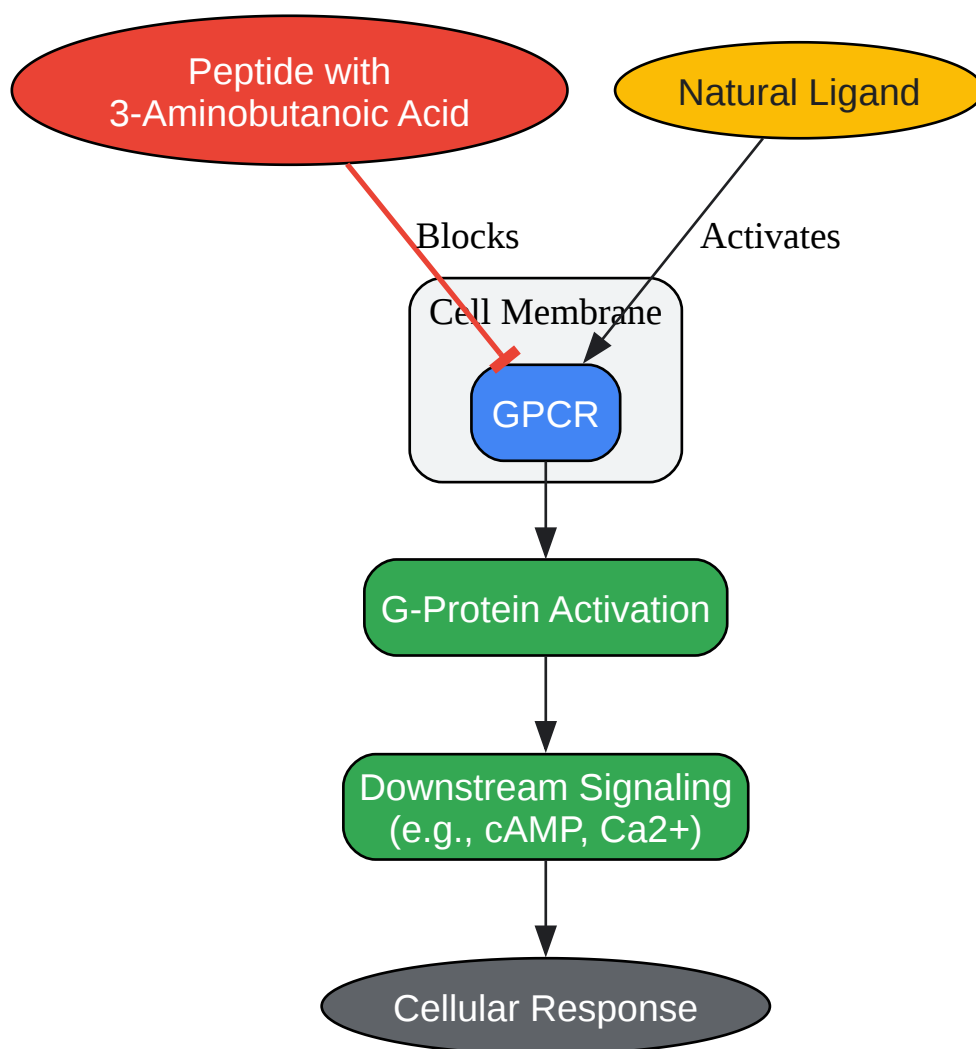 Peptide with
3-Aminobutanoic Acid
Natural Ligand
Blocks
Activates
Cell Membrane
GPCR
G-Protein Activation
Downstream Signaling
(e.g., cAMP, Ca2+)
Cellular Response